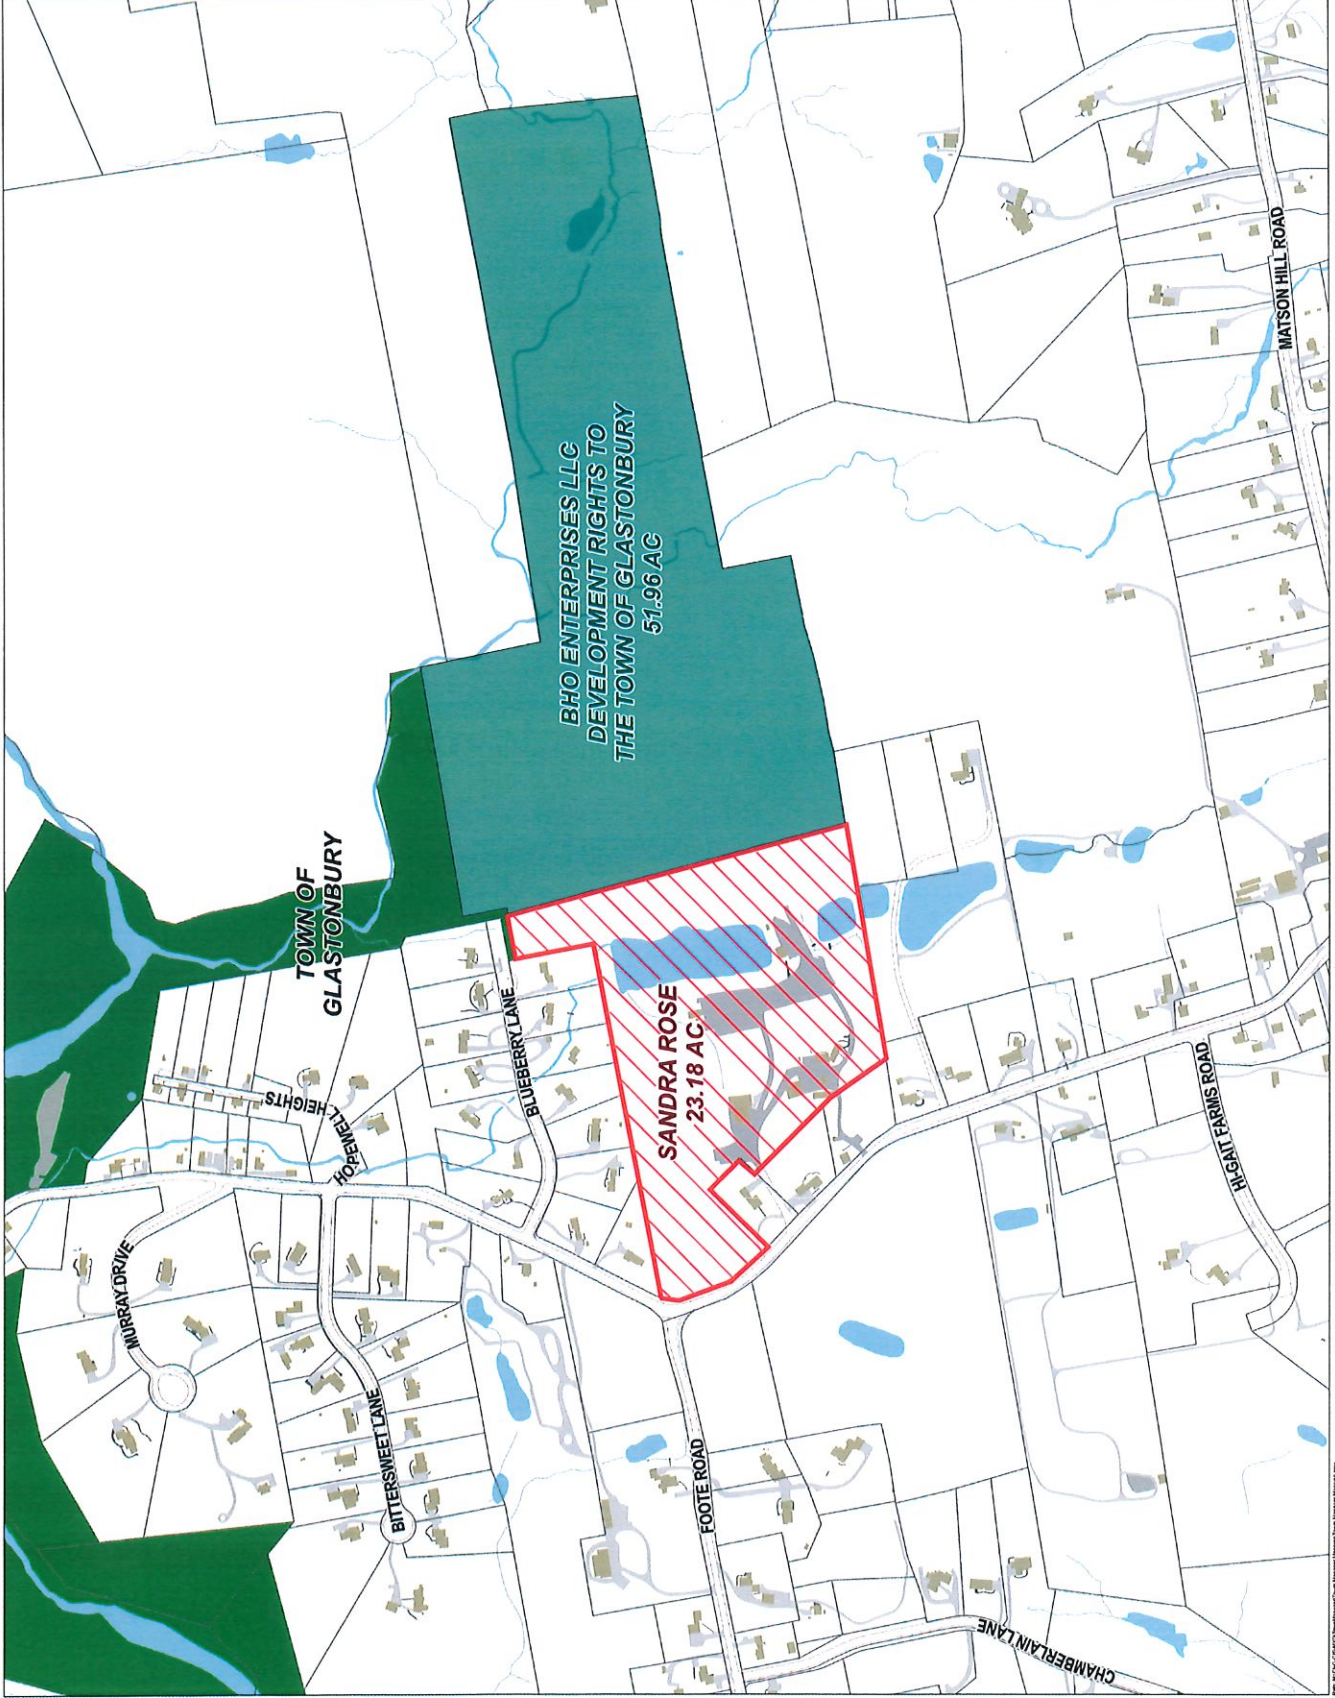 TOWN OF
GLASTONBURY
BHO ENTERPRISES LLC
DEVELOPMENT RIGHTS TO
THE TOWN OF GLASTONBURY
51.96 AC
SANDRA ROSE
23.18 AC
MURRAY DRIVE
HOPEWELL HEIGHTS
BLUEBERRY LANE
BITTERSWEET LANE
FOOTE ROAD
CHAMBERLAIN LANE
HI-GAIT FARMS ROAD
MATSON HILL ROAD